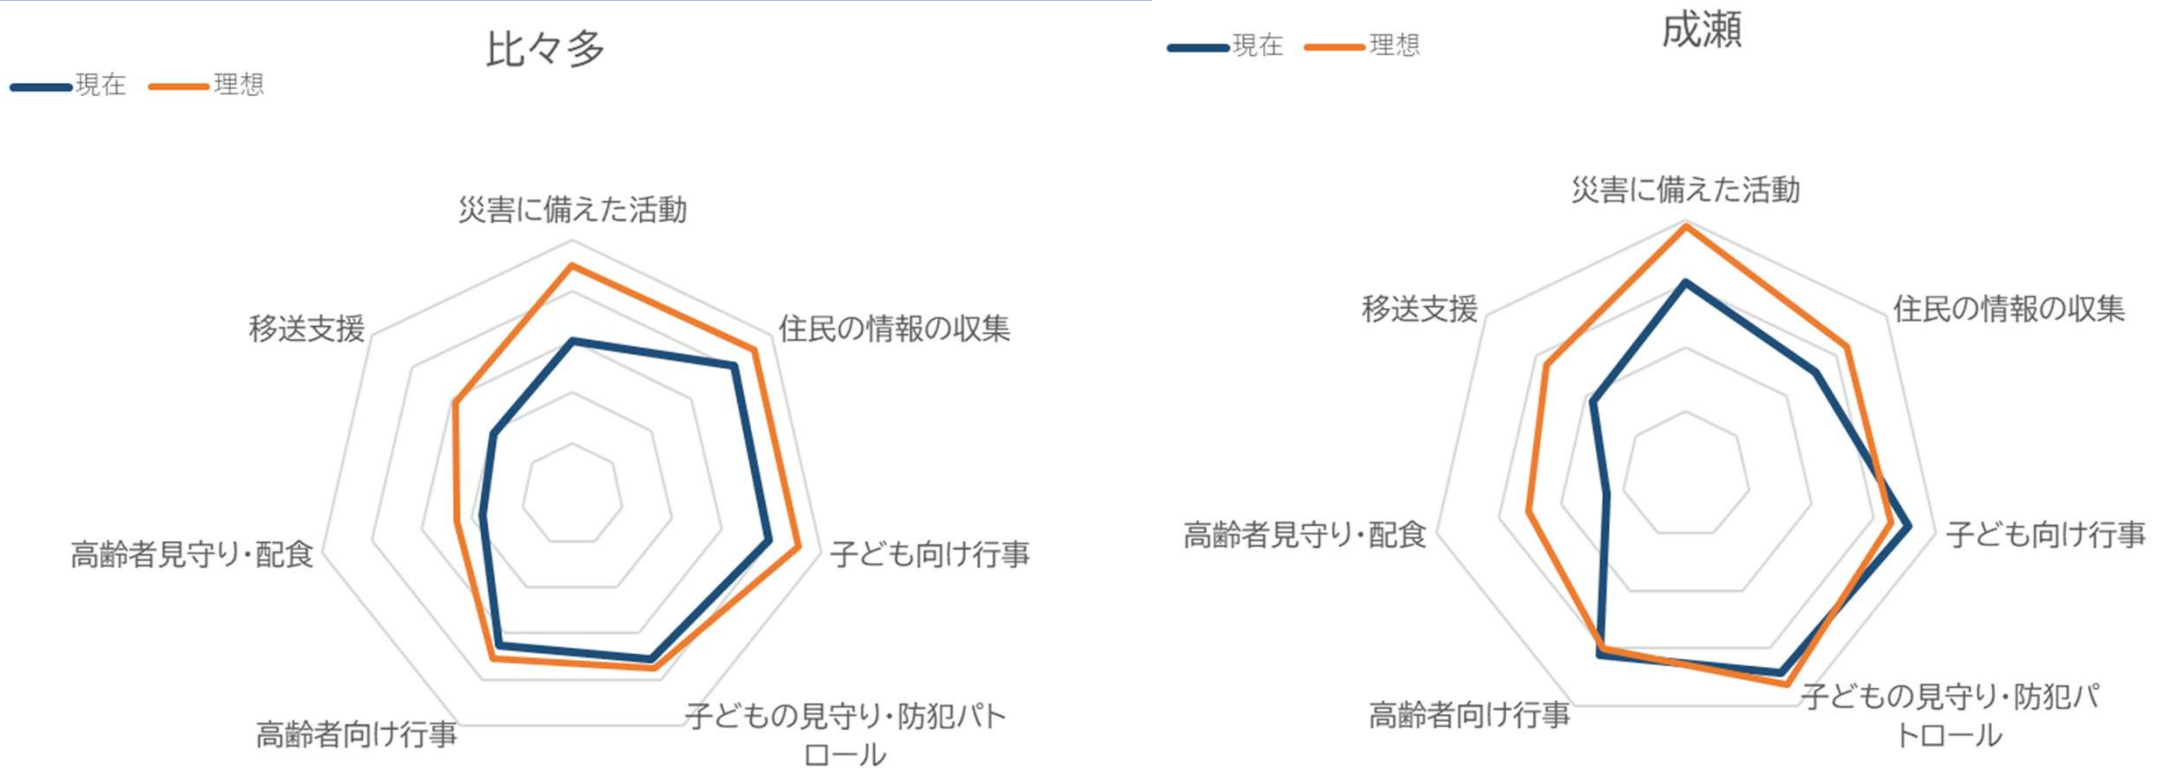 比々多
現在 理想
災害に備えた活動
住民の情報の収集
子ども向け行事
子どもの見守り・防犯パト
ロール
高齢者向け行事
高齢者見守り・配食
移送支援
成瀬
現在 理想
災害に備えた活動
住民の情報の収集
子ども向け行事
子どもの見守り・防犯パ
トロール
高齢者向け行事
高齢者見守り・配食
移送支援